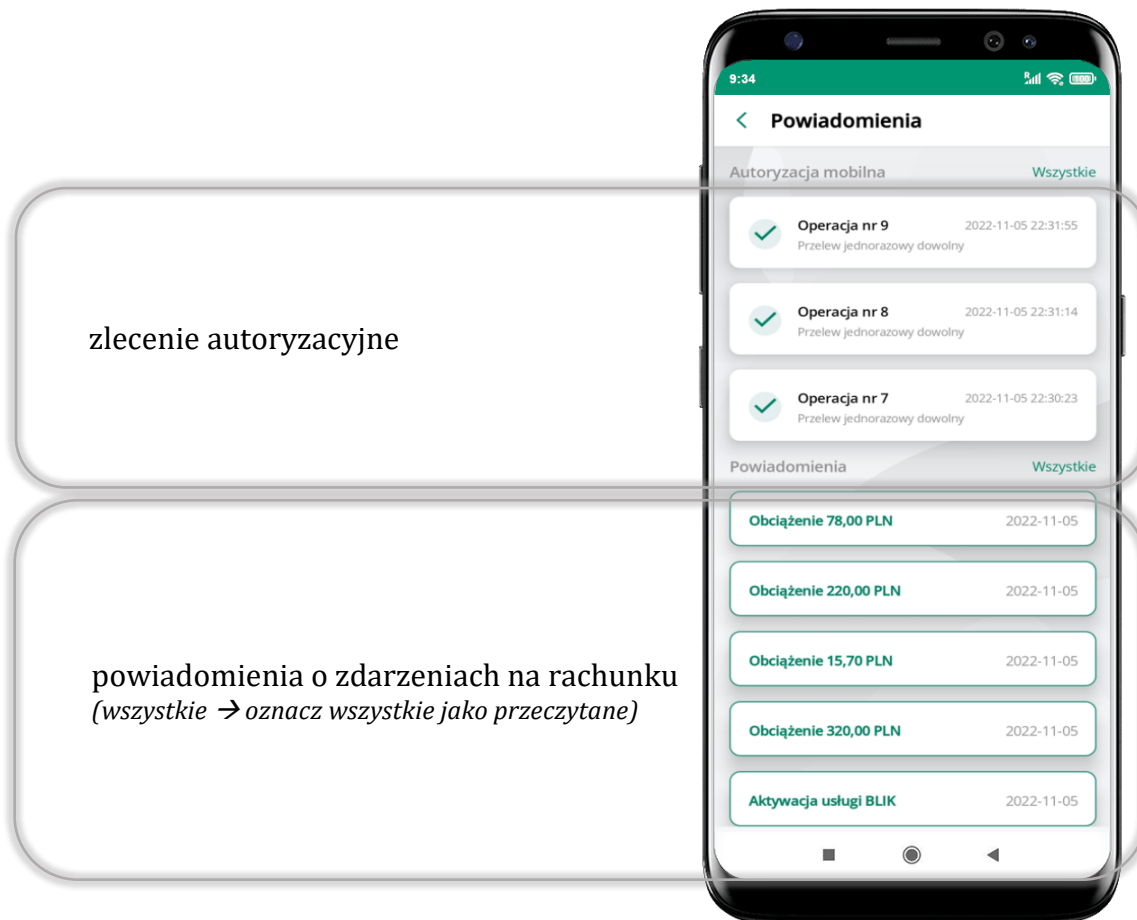 9:34
Powiadomienia
Autoryzacja mobilna Wszystkie
Operacja nr 9 2022-11-05 22:31:55
Przelew jednorazowy dowolny
zlecenie autoryzacyjne
Operacja nr 8 2022-11-05 22:31:14
Przelew jednorazowy dowolny
Operacja nr 7 2022-11-05 22:30:23
Przelew jednorazowy dowolny
Powiadomienia Wszystkie
Obciążenie 78,00 PLN 2022-11-05
Obciążenie 220,00 PLN 2022-11-05
powiadomienia o zdarzeniach na rachunku
(wszystkie → oznacz wszystkie jako przeczytane)
Obciążenie 15,70 PLN 2022-11-05
Obciążenie 320,00 PLN 2022-11-05
Aktywacja usługi BLIK 2022-11-05